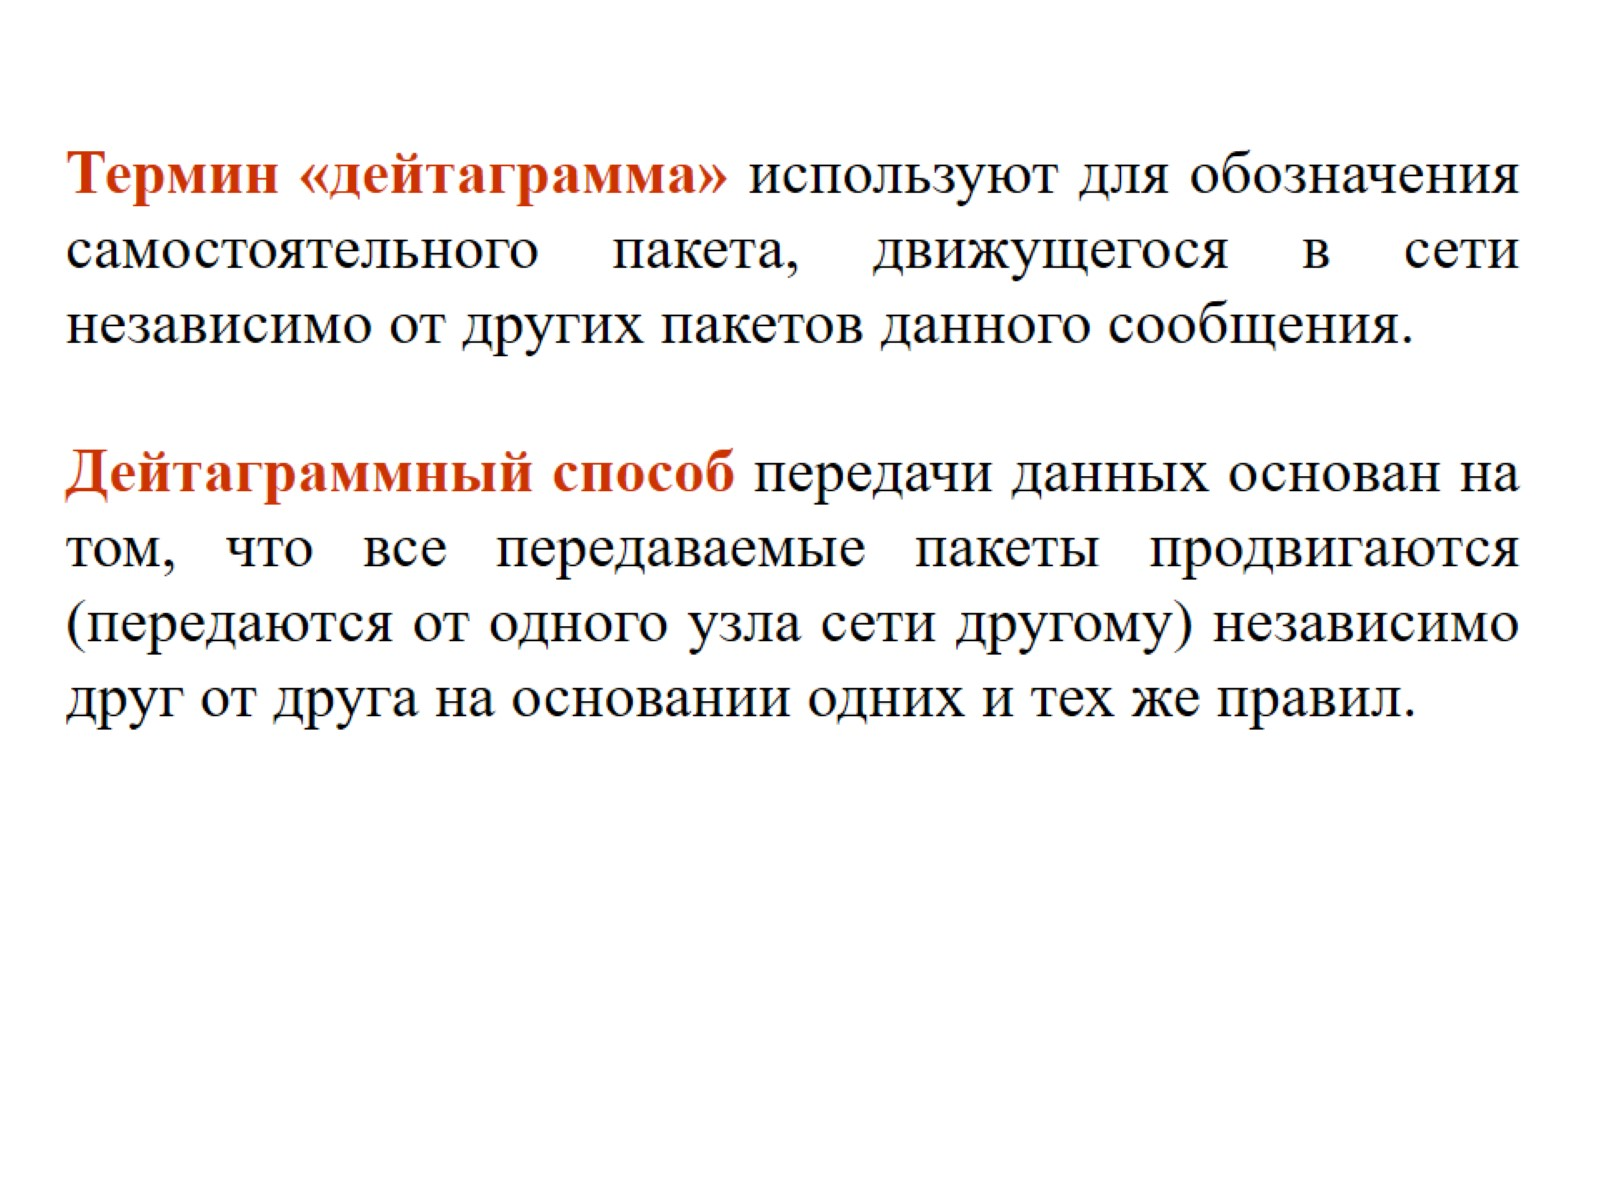 Термин «дейтаграмма» используют для обозначения
самостоятельного пакета, движущегося в сети
независимо от других пакетов данного сообщения.
Дейтаграммный способ передачи данных основан на
том, что все передаваемые пакеты продвигаются
(передаются от одного узла сети другому) независимо
друг от друга на основании одних и тех же правил.